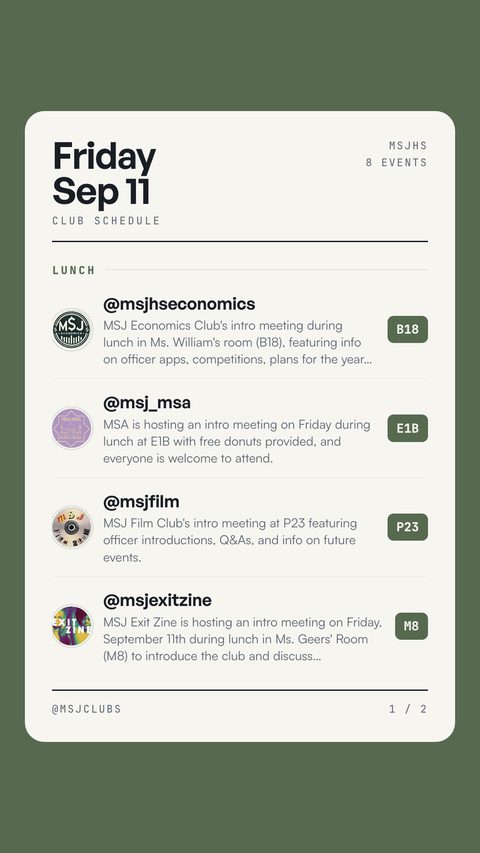 Friday
Sep 11
CLUB SCHEDULE
MSJHS
8 EVENTS
LUNCH
MSJ
ECONOMICS
@msjhseconomics
MSJ Economics Club's intro meeting during
lunch in Ms. William's room (B18), featuring info
on officer apps, competitions, plans for the year…
B18
@msj_msa
MSA is hosting an intro meeting on Friday during
lunch at E1B with free donuts provided, and
everyone is welcome to attend.
E1B
MSJ
@msjfilm
MSJ Film Club's intro meeting at P23 featuring
officer introductions, Q&As, and info on future
events.
P23
EXIT
ZINE
@msjexitzine
MSJ Exit Zine is hosting an intro meeting on Friday,
September 11th during lunch in Ms. Geers' Room
(M8) to introduce the club and discuss…
M8
@MSJCLUBS
1 / 2